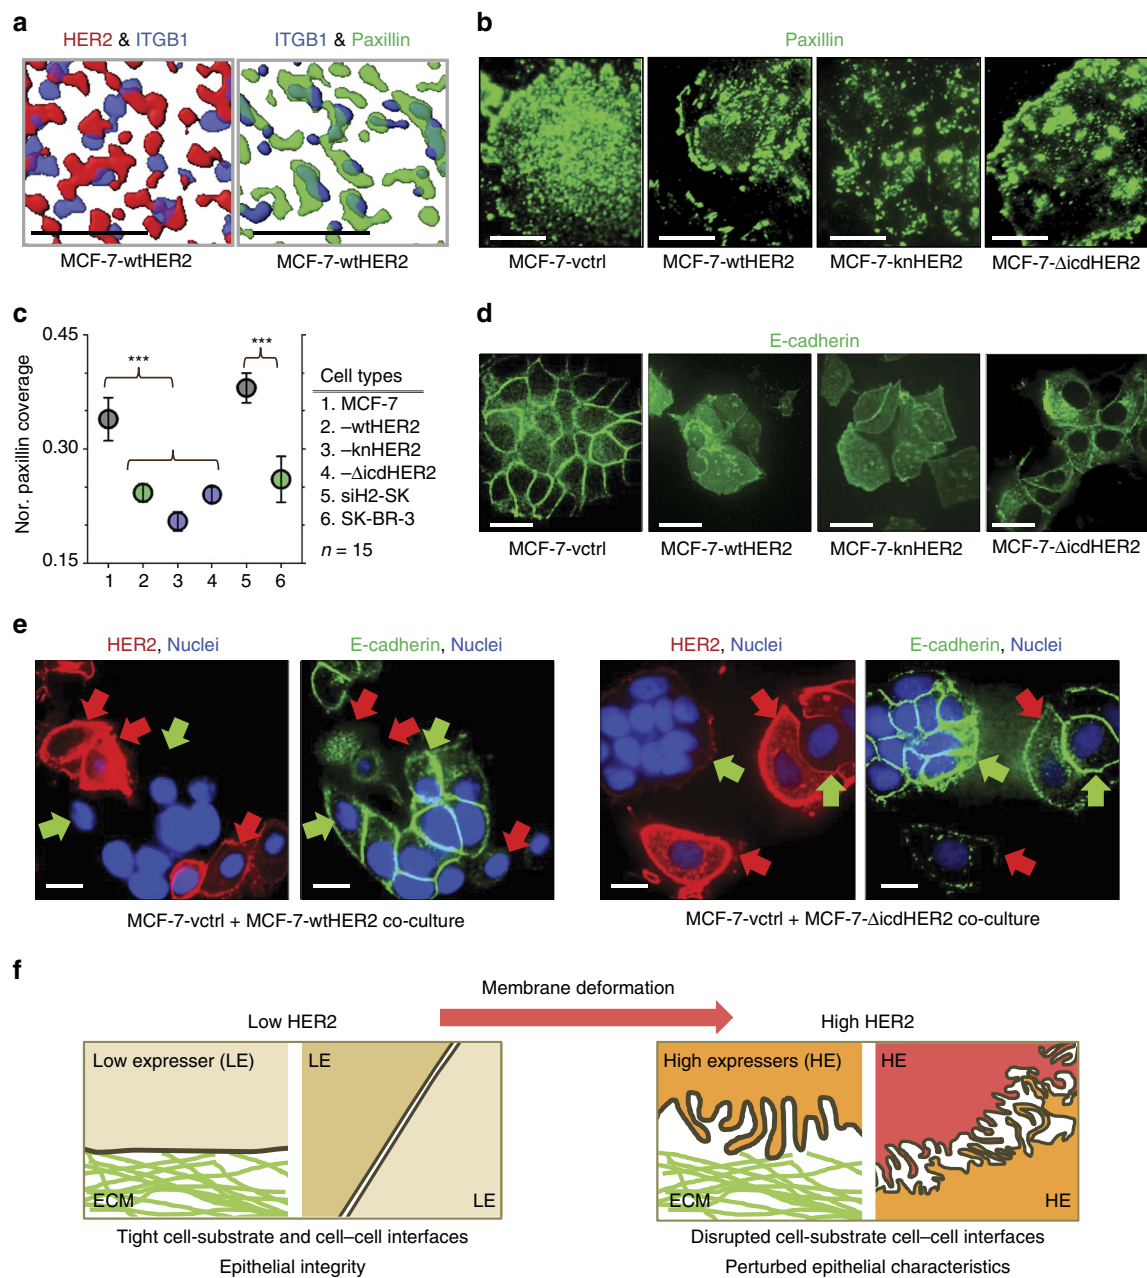 a
HER2 & ITGB1
ITGB1 & Paxillin
MCF-7-wtHER2
MCF-7-wtHER2
b
Paxillin
MCF-7-vctrl
MCF-7-wtHER2
MCF-7-knHER2
MCF-7-ΔicdHER2
c
Nor. paxillin coverage
0.45
0.30
0.15
***
***
1
2
3
4
5
6
Cell types
1. MCF-7
2. –wtHER2
3. –knHER2
4. –ΔicdHER2
5. siH2-SK
6. SK-BR-3
n = 15
d
E-cadherin
MCF-7-vctrl
MCF-7-wtHER2
MCF-7-knHER2
MCF-7-ΔicdHER2
e
HER2, Nuclei
E-cadherin, Nuclei
HER2, Nuclei
E-cadherin, Nuclei
MCF-7-vctrl + MCF-7-wtHER2 co-culture
MCF-7-vctrl + MCF-7-ΔicdHER2 co-culture
f
Membrane deformation
Low HER2
High HER2
Low expresser (LE)
ECM
LE
LE
High expressers (HE)
ECM
HE
HE
Tight cell-substrate and cell–cell interfaces
Epithelial integrity
Disrupted cell-substrate cell–cell interfaces
Perturbed epithelial characteristics